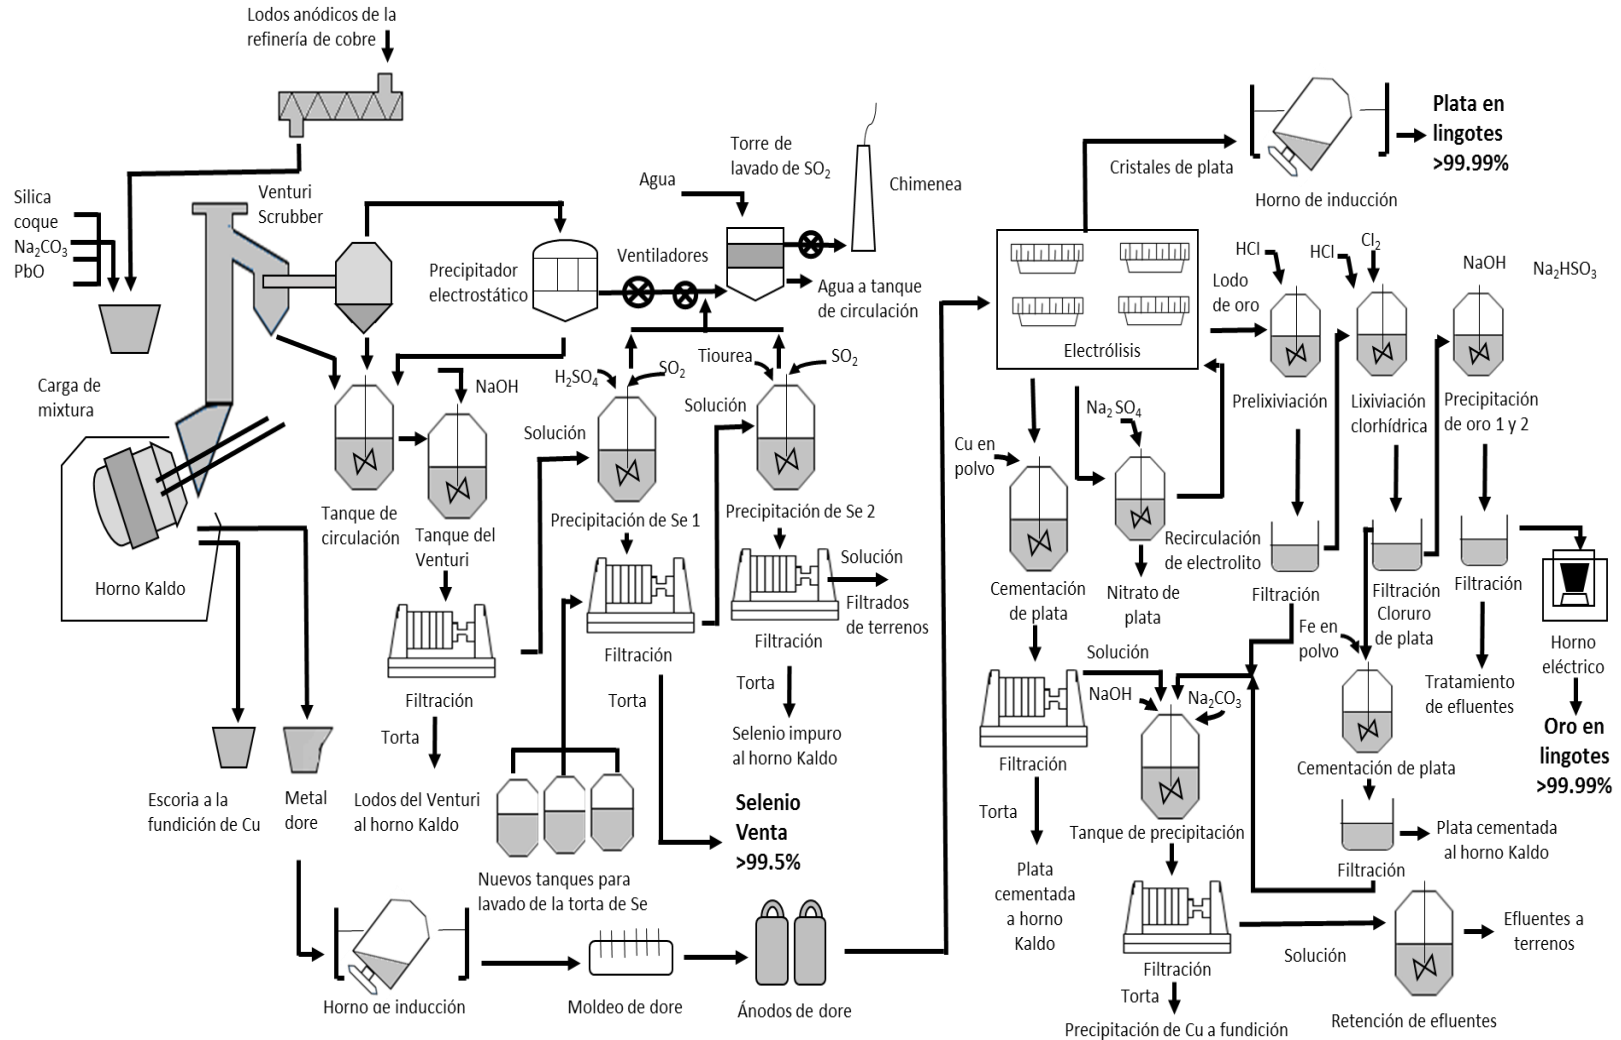 Lodos anódicos de la
refinería de cobre
Silica
coque
Na₂CO₃
PbO
Venturi
Scrubber
Carga de
mixtura
Horno Kaldo
Escoria a la
fundición de Cu
Metal
dore
Precipitador
electrostático
Ventiladores
Agua
Torre de
lavado de SO₂
Chimenea
Agua a tanque
de circulación
NaOH
Tanque de
circulación
Tanque del
Venturi
Filtración
Torta
Lodos del Venturi
al horno Kaldo
H₂SO₄
SO₂
Solución
Precipitación de Se 1
Filtración
Torta
Tiourea
SO₂
Solución
Precipitación de Se 2
Solución
Filtrados
de terrenos
Filtración
Torta
Selenio impuro
al horno Kaldo
Selenio
Venta
>99.5%
Nuevos tanques para
lavado de la torta de Se
Horno de inducción
Moldeo de dore
Ánodos de dore
Electrólisis
Cristales de plata
Horno de inducción
Plata en
lingotes
>99.99%
Lodo
de oro
HCl
Prelixiviación
HCl
Cl₂
Lixiviación
clorhídrica
NaOH
Na₂HSO₃
Precipitación
de oro 1 y 2
Cu en
polvo
Na₂ SO₄
Recirculación
de electrolito
Cementación
de plata
Nitrato de
plata
Filtración
Filtración
Cloruro
de plata
Filtración
Tratamiento
de efluentes
Horno
eléctrico
Oro en
lingotes
>99.99%
Fe en
polvo
Cementación de plata
Filtración
Plata cementada
al horno Kaldo
Solución
NaOH
Na₂CO₃
Filtración
Torta
Plata
cementada
a horno
Kaldo
Tanque de precipitación
Filtración
Torta
Precipitación de Cu a fundición
Solución
Retención de efluentes
Efluentes a
terrenos